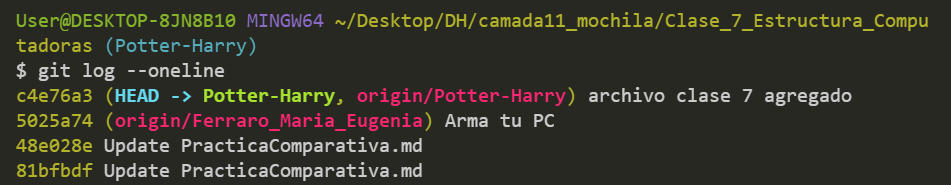 User@DESKTOP-8JN8B10 MINGW64 ~/Desktop/DH/camada11_mochila/Clase_7_Estructura_Compu
tadoras (Potter-Harry)
$ git log --oneline
c4e76a3 (HEAD -> Potter-Harry, origin/Potter-Harry) archivo clase 7 agregado
5025a74 (origin/Ferraro_Maria_Eugenia) Arma tu PC
48e028e Update PracticaComparativa.md
81bfbdf Update PracticaComparativa.md